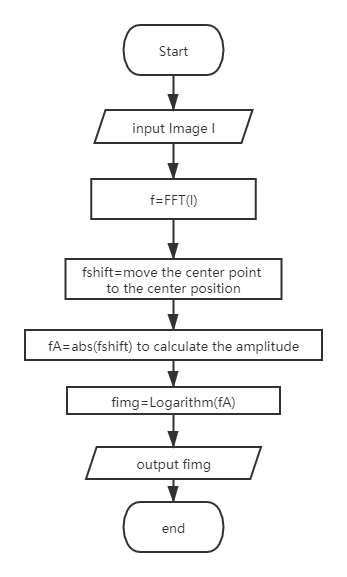 Start
input Image I
f=FFT(I)
fshift=move the center point
to the center position
fA=abs(fshift) to calculate the amplitude
fimg=Logarithm(fA)
output fimg
end